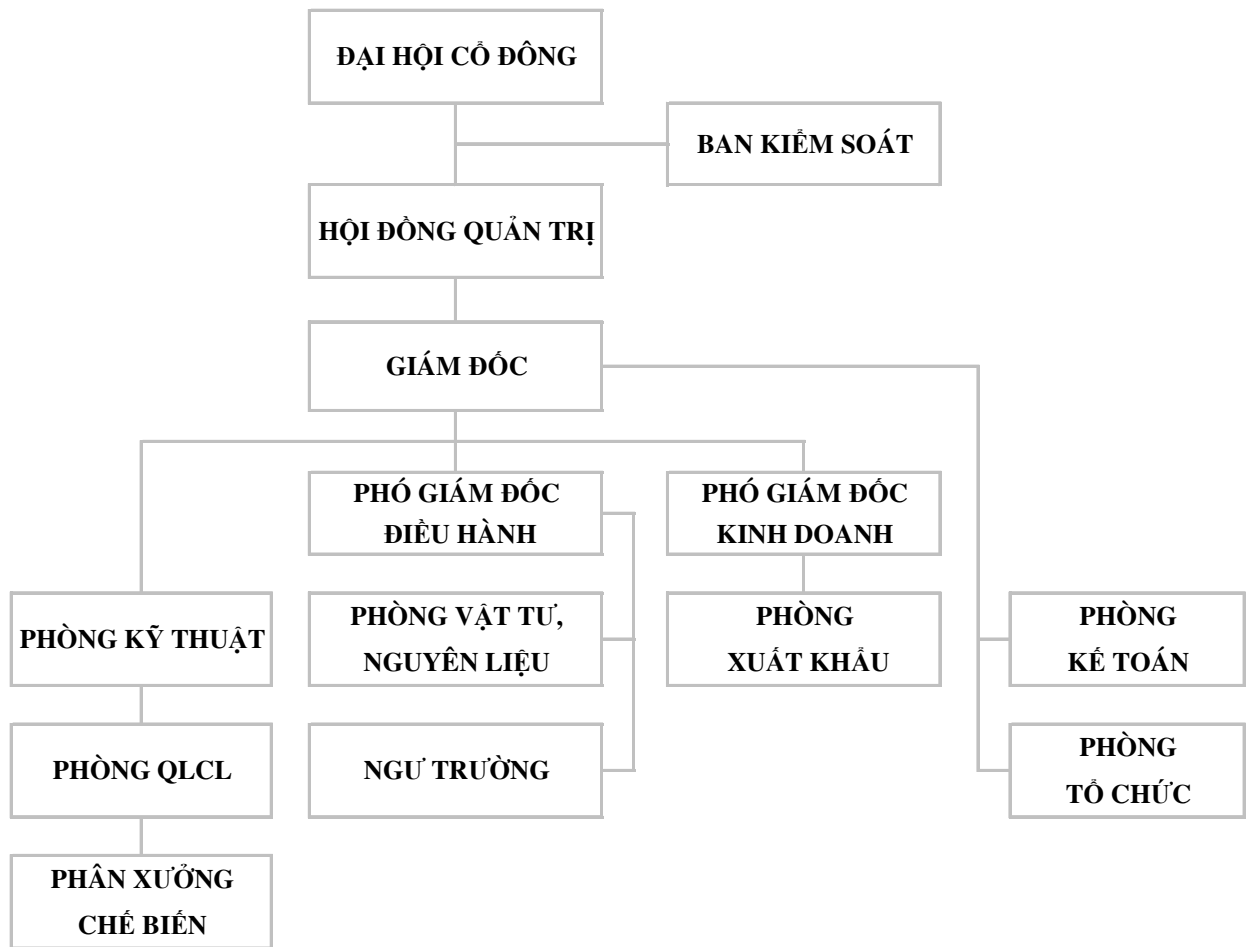 ĐẠI HỘI CỔ ĐÔNG
BAN KIỂM SOÁT
HỘI ĐỒNG QUẢN TRỊ
GIÁM ĐỐC
PHÓ GIÁM ĐỐC
ĐIỀU HÀNH
PHÓ GIÁM ĐỐC
KINH DOANH
PHÒNG KỸ THUẬT
PHÒNG VẬT TƯ,
NGUYÊN LIỆU
PHÒNG
XUẤT KHẨU
PHÒNG
KẾ TOÁN
PHÒNG QLCL
NGƯ TRƯỜNG
PHÒNG
TỔ CHỨC
PHÂN XƯỞNG
CHẾ BIẾN